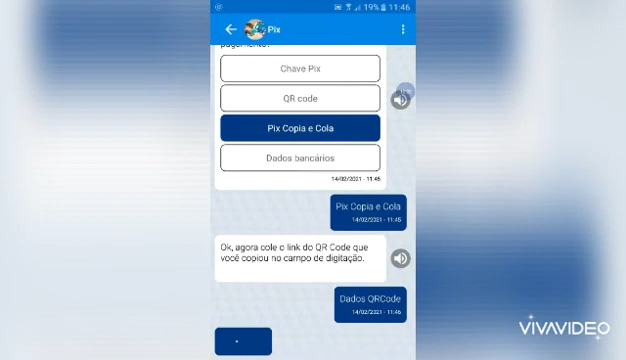 19% 11:46
Pix
pagamento?
Chave Pix
QR code
Pix Copia e Cola
Dados bancários
14/02/2021 - 11:45
Pix Copia e Cola
14/02/2021 - 11:45
Ok, agora cole o link do QR Code que
você copiou no campo de digitação.
Dados QRCode
14/02/2021 - 11:46
VIVAVIDEO